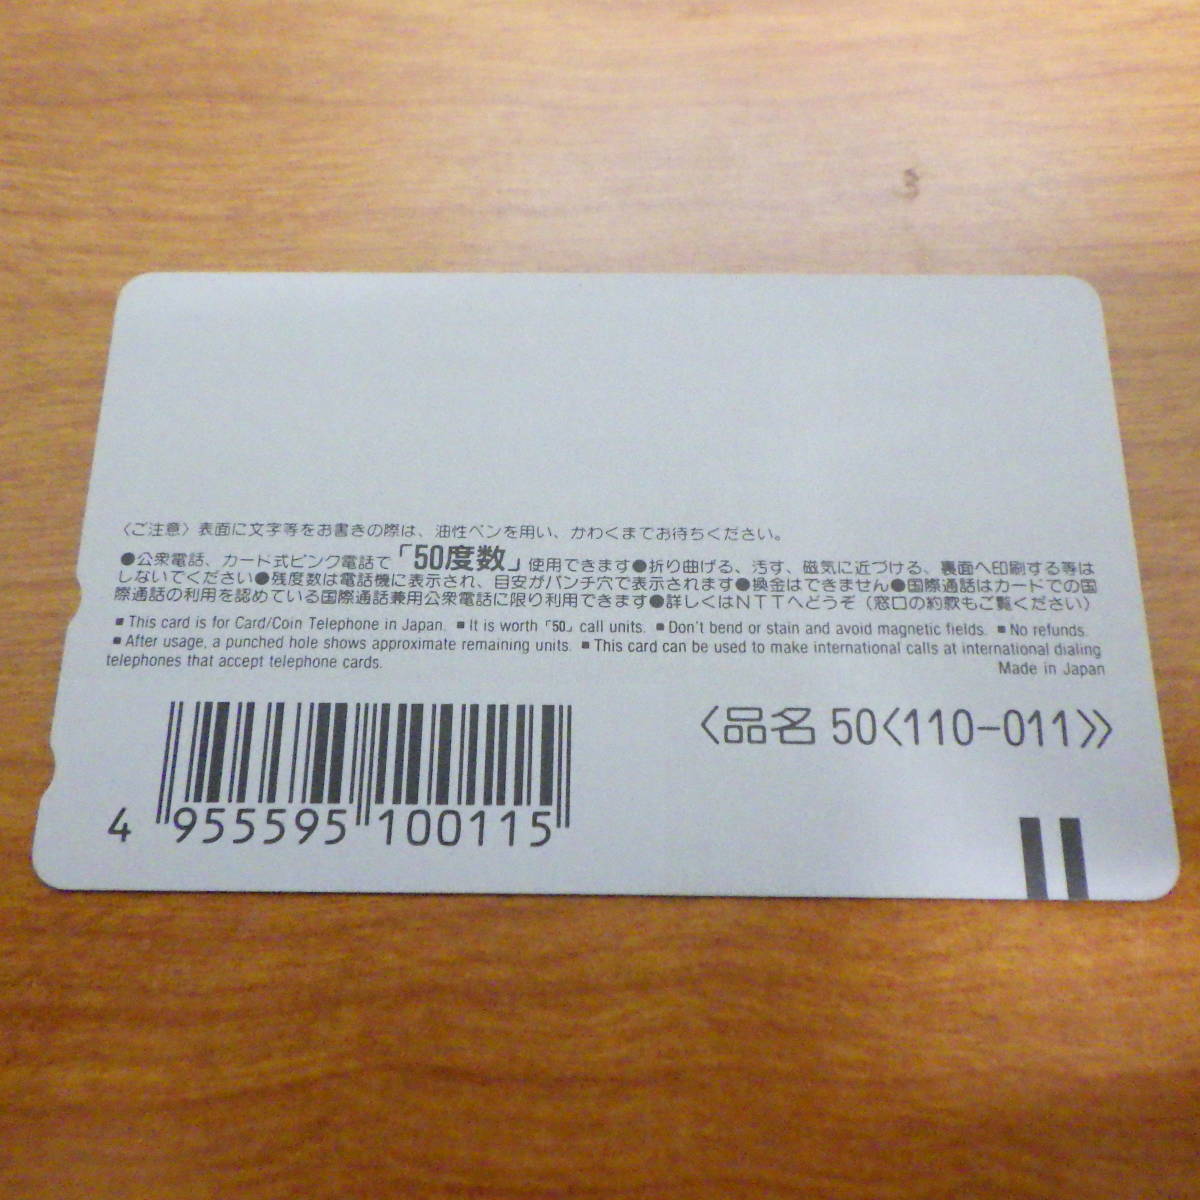 〈ご注意〉表面に文字等をお書きの際は、油性ペンを用い、かわくまでお待ちください。
●公衆電話、カード式ピンク電話で「50度数」使用できます●折り曲げる、汚す、磁気に近づける、裏面へ印刷する等は
しないでください●残度数は電話機に表示され、目安がパンチ穴で表示されます●換金はできません●国際通話はカードでの国
際通話の利用を認めている国際通話兼用公衆電話に限り利用できます●詳しくはNTTへどうぞ（窓口の約款もご覧ください）
■ This card is for Card/Coin Telephone in Japan. ■ It is worth「50」call units. ■ Don't bend or stain and avoid magnetic fields. ■ No refunds.
■ After usage, a punched hole shows approximate remaining units. ■ This card can be used to make international calls at international dialing
telephones that accept telephone cards.
Made in Japan
〈品名 50〈110-011〉〉
4 955595 100115